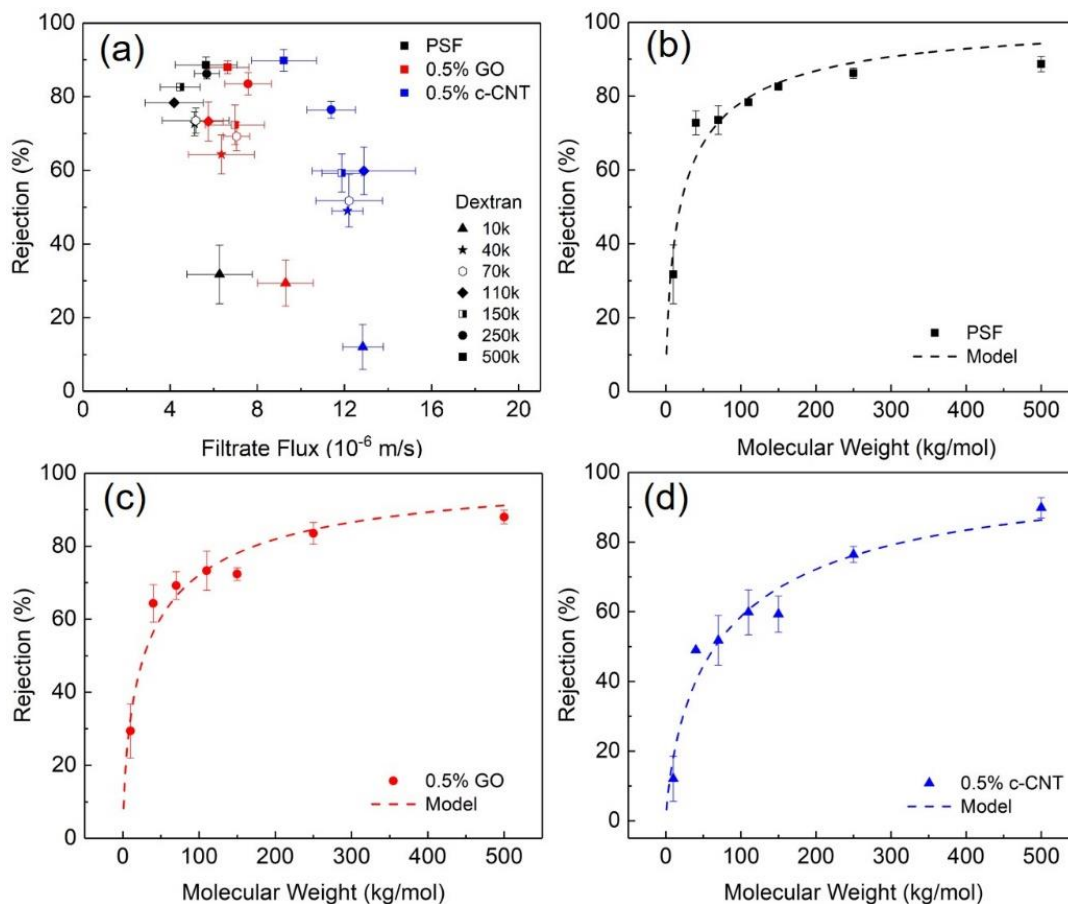 (a)
PSF
0.5% GO
0.5% c-CNT
Dextran
10k
40k
70k
110k
150k
250k
500k
100
80
60
40
20
0
Rejection (%)
0 4 8 12 16 20
Filtrate Flux (10⁻⁶ m/s)
(b)
PSF
Model
100
80
60
40
20
0
Rejection (%)
0 100 200 300 400 500
Molecular Weight (kg/mol)
(c)
0.5% GO
Model
100
80
60
40
20
0
Rejection (%)
0 100 200 300 400 500
Molecular Weight (kg/mol)
(d)
0.5% c-CNT
Model
100
80
60
40
20
0
Rejection (%)
0 100 200 300 400 500
Molecular Weight (kg/mol)